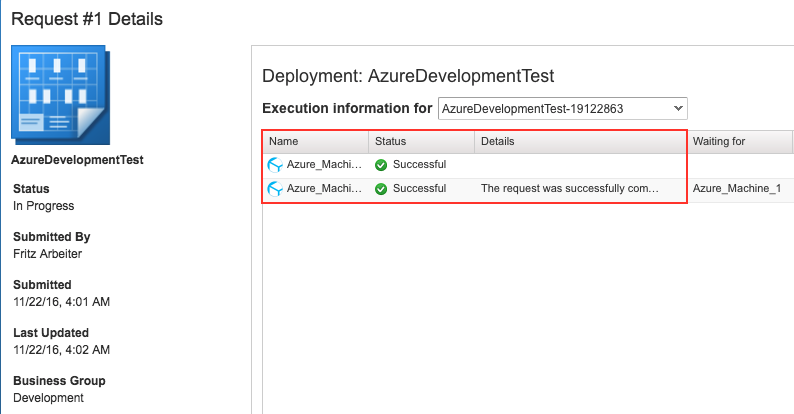 Request #1 Details
AzureDevelopmentTest
Status
In Progress
Submitted By
Fritz Arbeiter
Submitted
11/22/16, 4:01 AM
Last Updated
11/22/16, 4:02 AM
Business Group
Development
Deployment: AzureDevelopmentTest
Execution information for AzureDevelopmentTest-19122863
Name Status Details Waiting for
Azure_Machi... Successful
Azure_Machi... Successful The request was successfully com... Azure_Machine_1